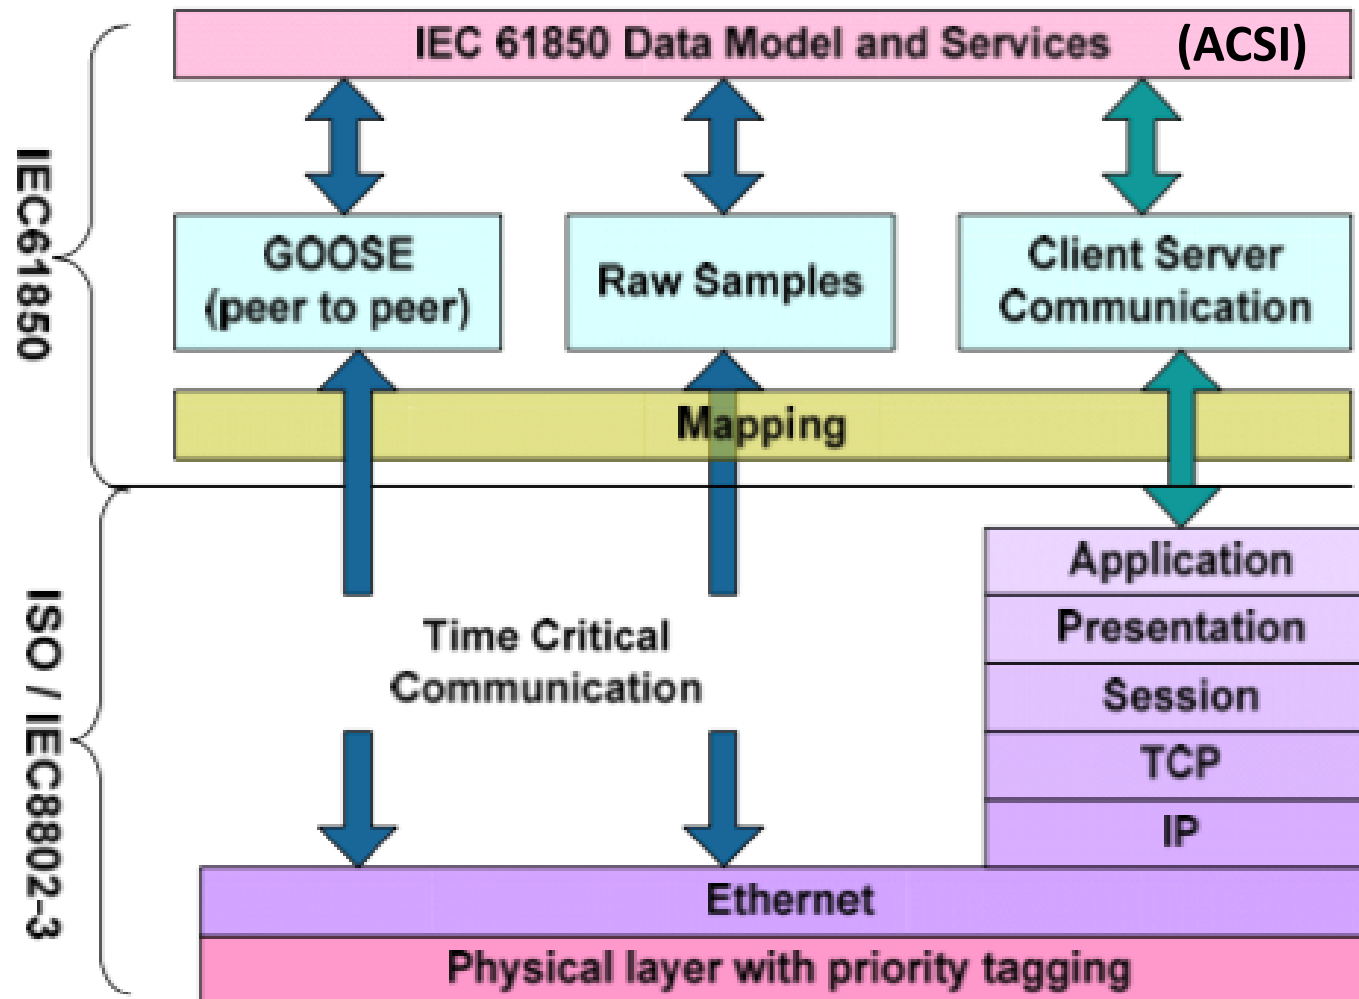 IEC 61850 Data Model and Services (ACSI)
IEC61850
GOOSE
(peer to peer)
Raw Samples
Client Server
Communication
Mapping
ISO / IEC8802-3
Time Critical
Communication
Application
Presentation
Session
TCP
IP
Ethernet
Physical layer with priority tagging